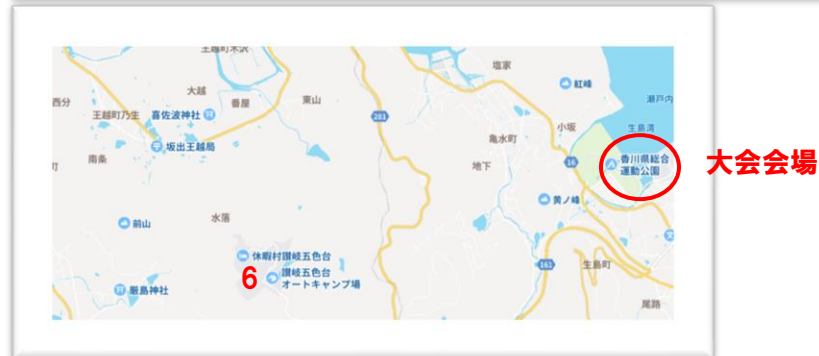 王越町木沢
塩家
紅峰
大越
西分
番屋
東山
瀬戸内
王越町乃生
喜佐波神社
281
小坂
生島湾
亀水町
坂出王越局
南条
地下
16
香川県総合
運動公園
大会会場
黄ノ峰
前山
水落
休暇村讃岐五色台
6
讃岐五色台
オートキャンプ場
161
生島町
厳島神社
尾路